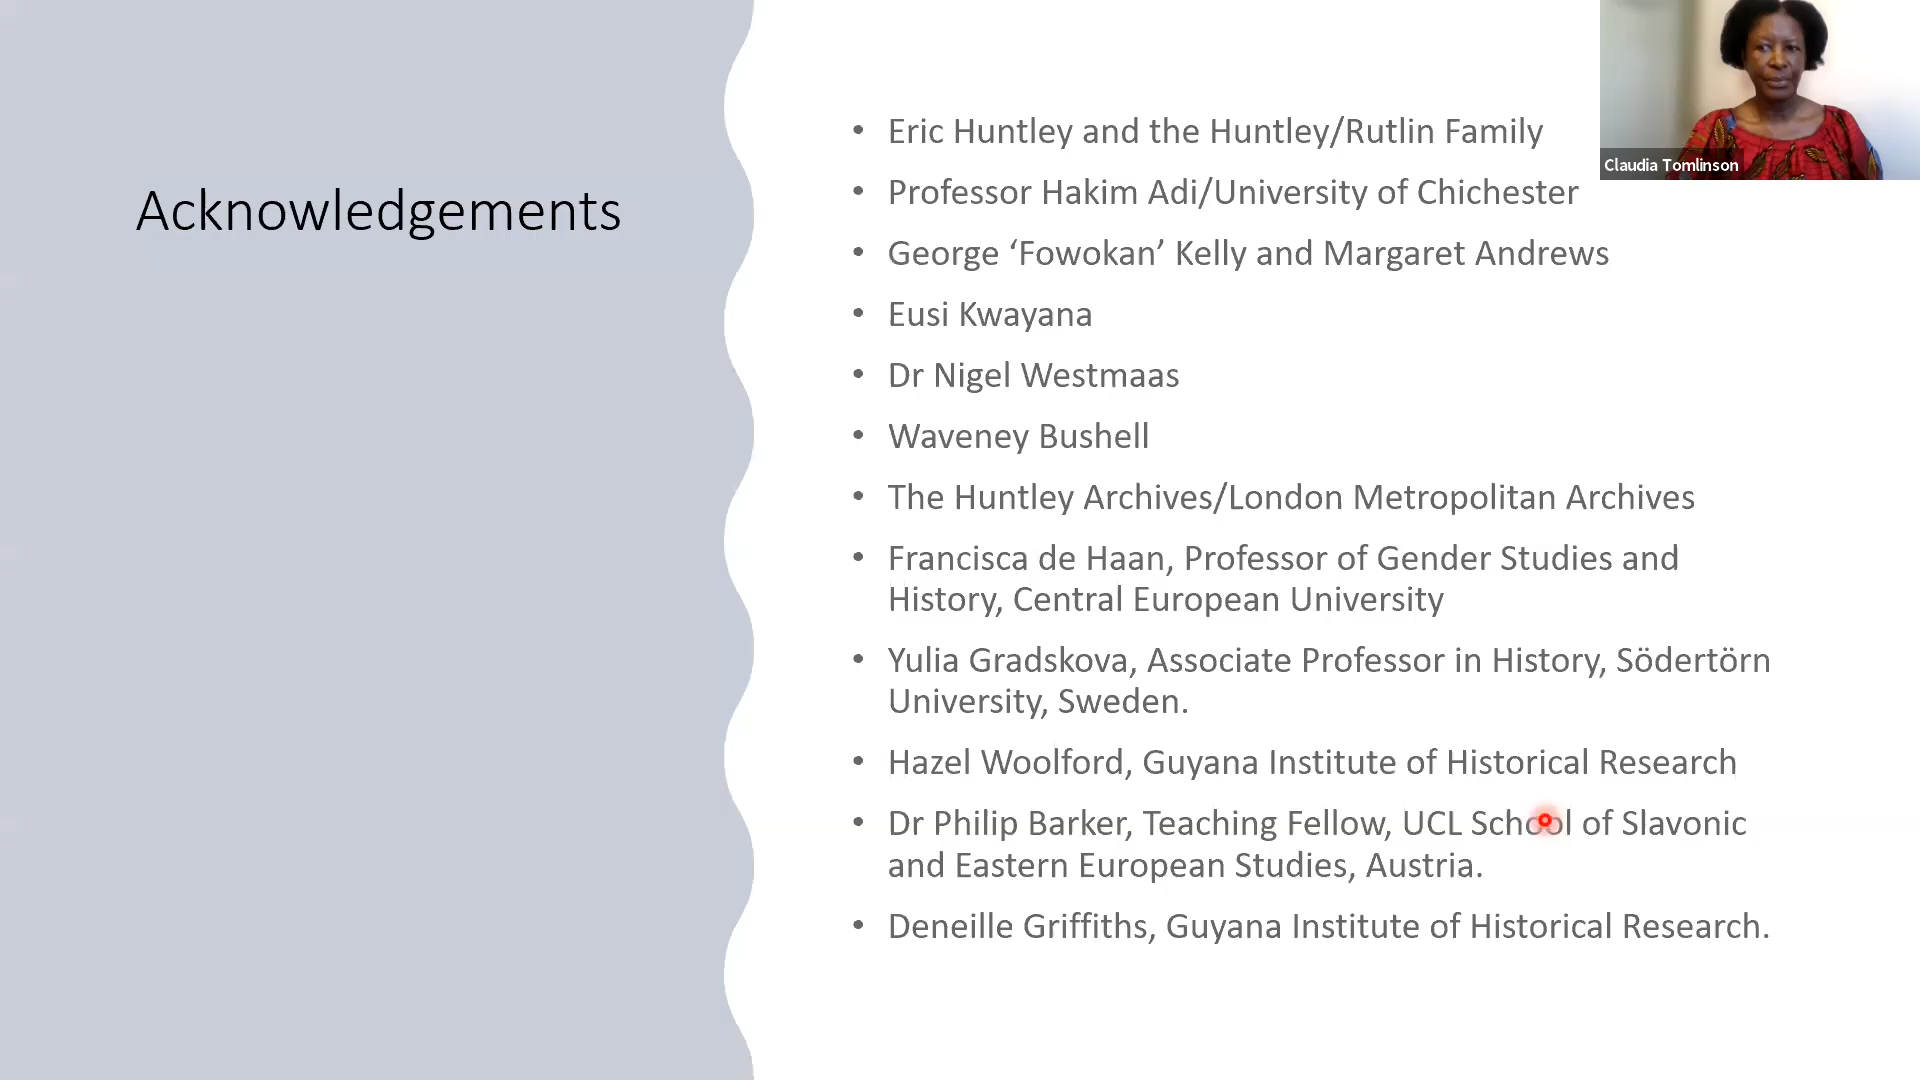 Acknowledgements
• Eric Huntley and the Huntley/Rutlin Family
• Professor Hakim Adi/University of Chichester
• George ‘Fowokan’ Kelly and Margaret Andrews
• Eusi Kwayana
• Dr Nigel Westmaas
• Waveney Bushell
• The Huntley Archives/London Metropolitan Archives
• Francisca de Haan, Professor of Gender Studies and
History, Central European University
• Yulia Gradskova, Associate Professor in History, Södertörn
University, Sweden.
• Hazel Woolford, Guyana Institute of Historical Research
• Dr Philip Barker, Teaching Fellow, UCL School of Slavonic
and Eastern European Studies, Austria.
• Deneille Griffiths, Guyana Institute of Historical Research.
Claudia Tomlinson